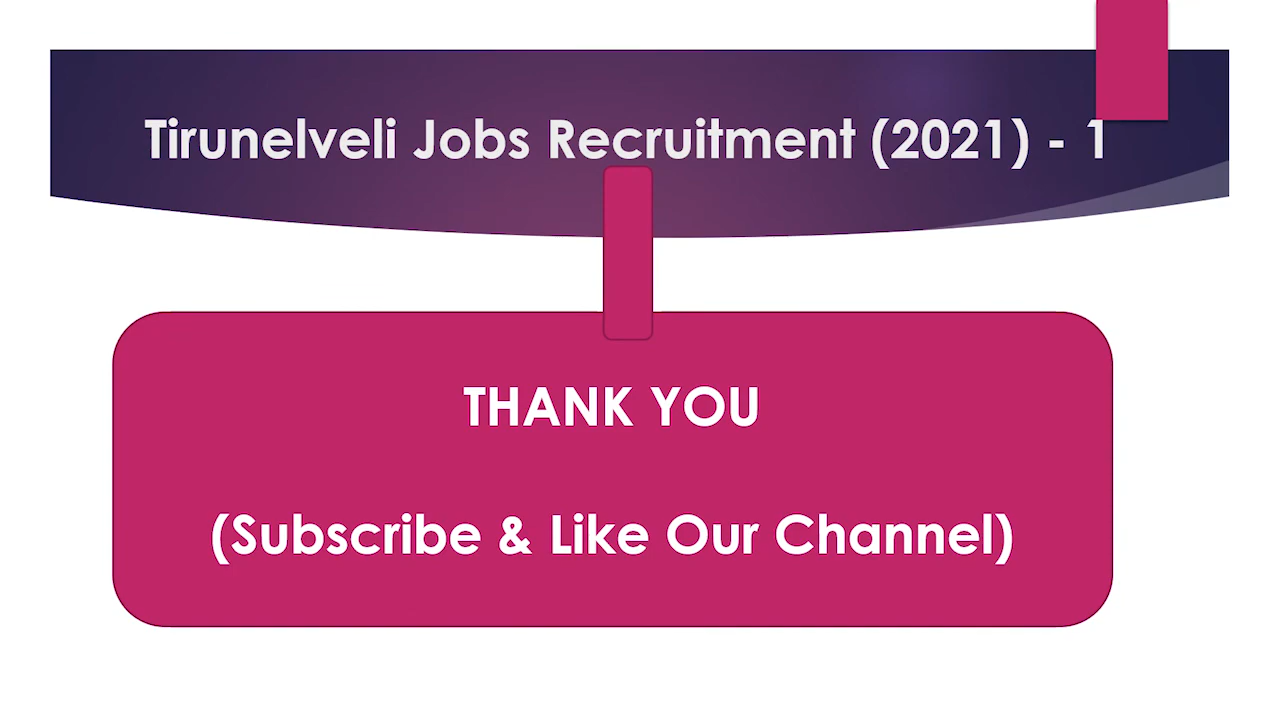 Tirunelveli Jobs Recruitment (2021) - 1
THANK YOU
(Subscribe & Like Our Channel)